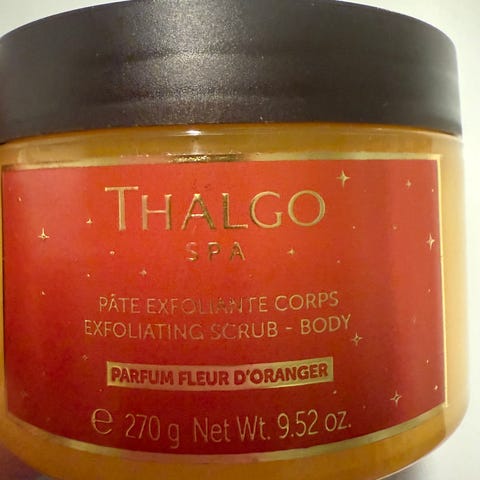 THALGO
SPA
PÂTE EXFOLIANTE CORPS
EXFOLIATING SCRUB - BODY
PARFUM FLEUR D'ORANGER
℮ 270 g Net Wt. 9.52 oz.